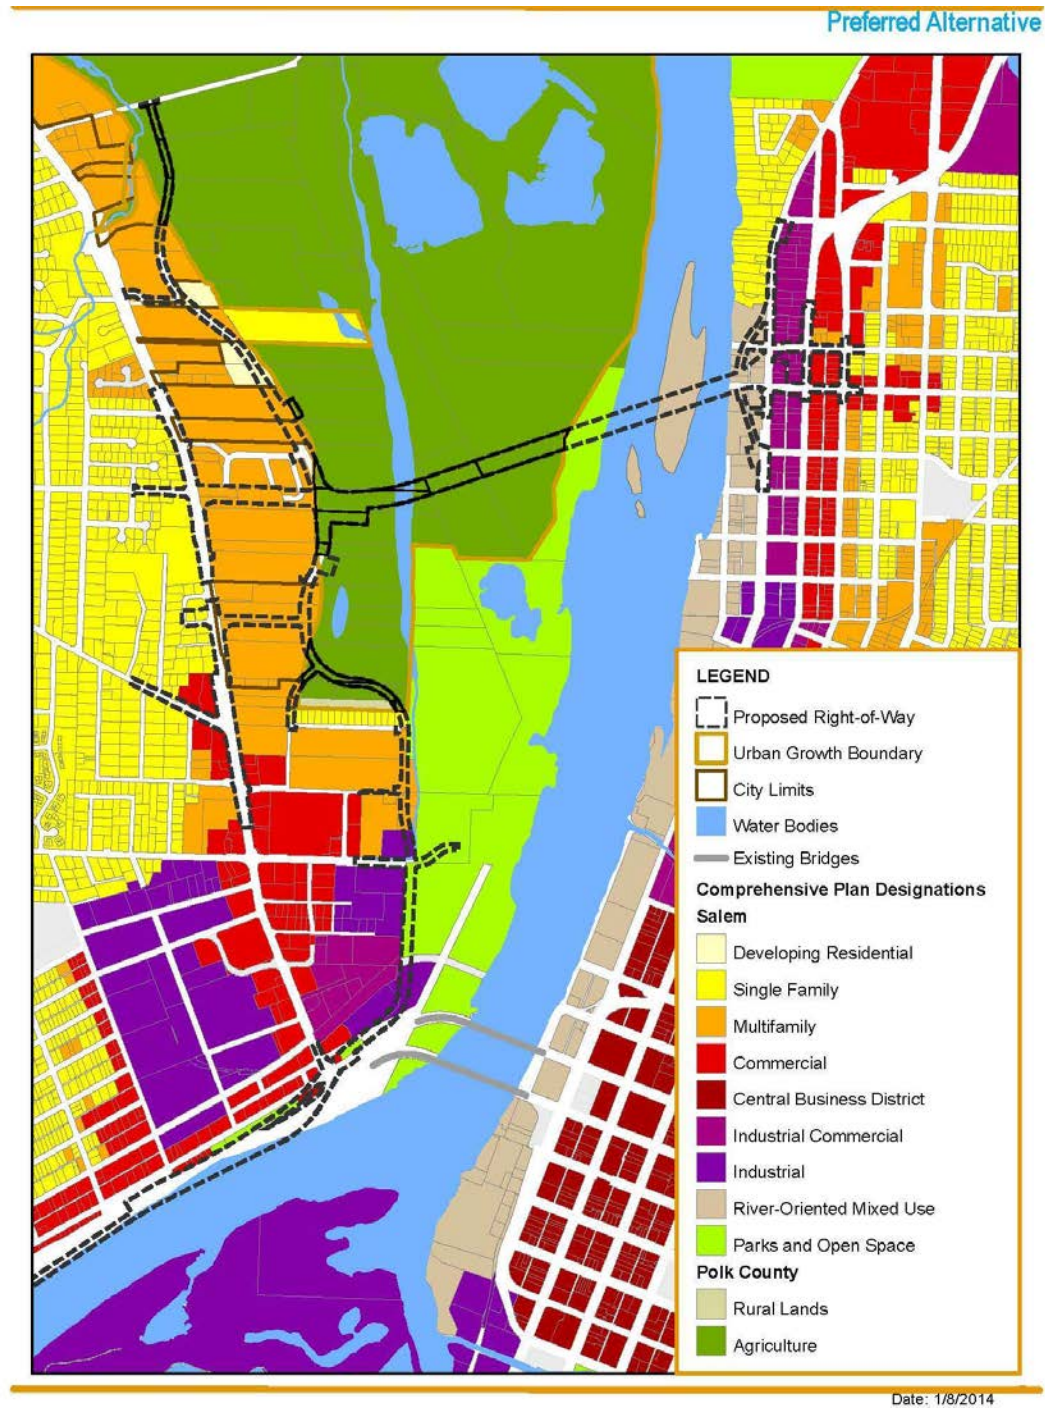 Preferred Alternative
LEGEND
Proposed Right-of-Way
Urban Growth Boundary
City Limits
Water Bodies
Existing Bridges
Comprehensive Plan Designations
Salem
Developing Residential
Single Family
Multifamily
Commercial
Central Business District
Industrial Commercial
Industrial
River-Oriented Mixed Use
Parks and Open Space
Polk County
Rural Lands
Agriculture
Date: 1/8/2014